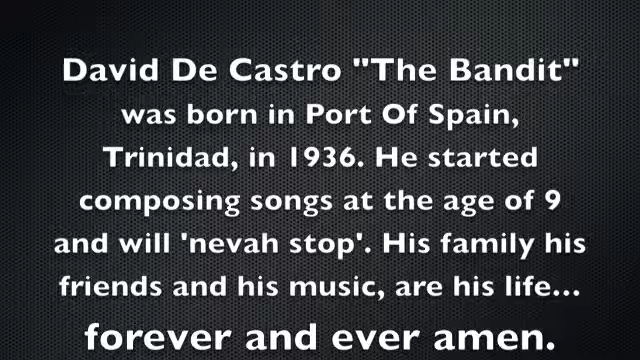 David De Castro "The Bandit"
was born in Port Of Spain,
Trinidad, in 1936. He started
composing songs at the age of 9
and will 'nevah stop'. His family his
friends and his music, are his life...
forever and ever amen.